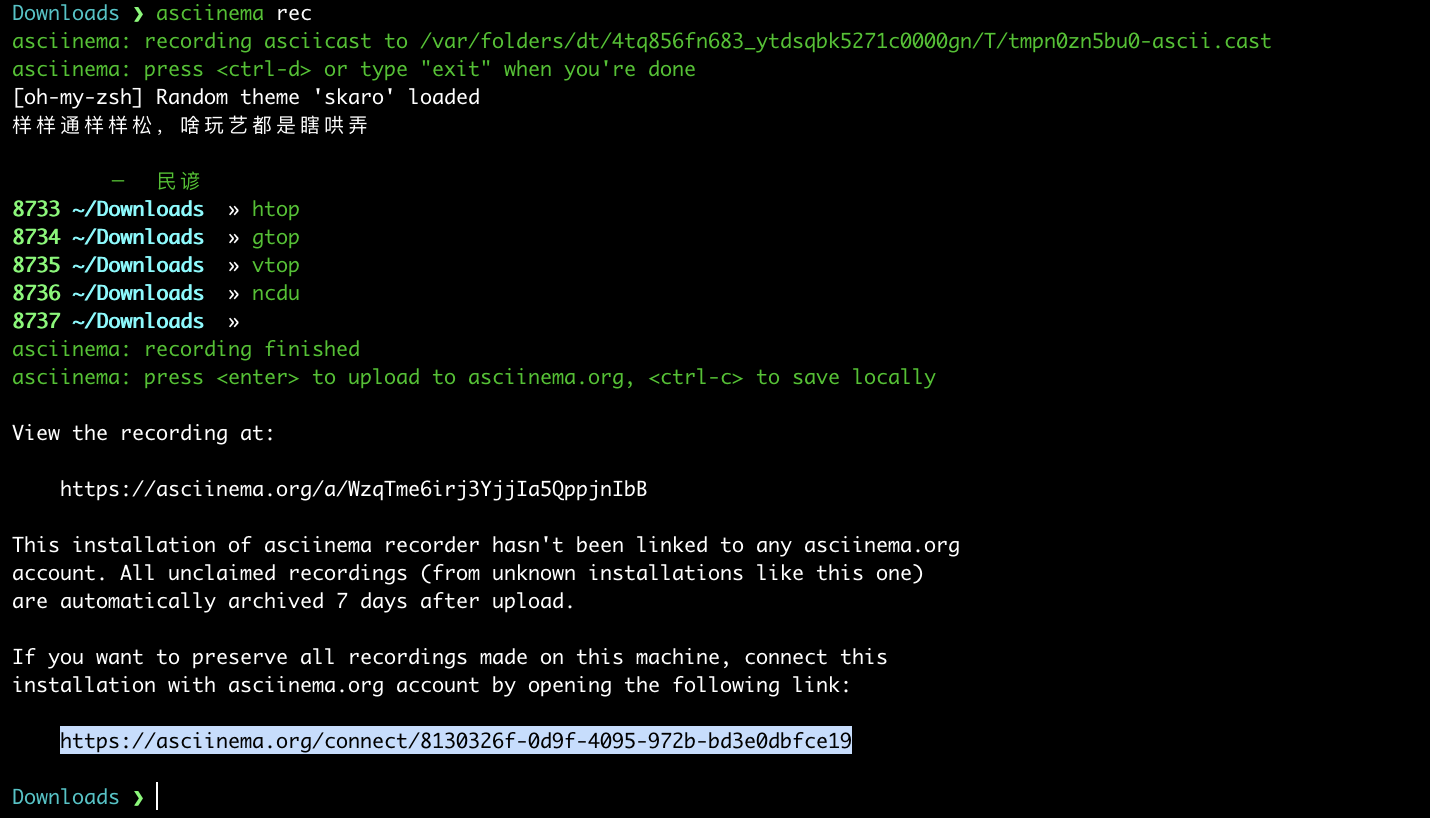 Downloads ❯ asciinema rec
asciinema: recording asciicast to /var/folders/dt/4tq856fn683_ytdsqbk5271c0000gn/T/tmpn0zn5bu0-ascii.cast
asciinema: press <ctrl-d> or type "exit" when you're done
[oh-my-zsh] Random theme 'skaro' loaded
样样通样样松，啥玩艺都是瞎哄弄
— 民谚
8733 ~/Downloads » htop
8734 ~/Downloads » gtop
8735 ~/Downloads » vtop
8736 ~/Downloads » ncdu
8737 ~/Downloads »
asciinema: recording finished
asciinema: press <enter> to upload to asciinema.org, <ctrl-c> to save locally
View the recording at:
https://asciinema.org/a/WzqTme6irj3YjjIa5QppjnIbB
This installation of asciinema recorder hasn't been linked to any asciinema.org
account. All unclaimed recordings (from unknown installations like this one)
are automatically archived 7 days after upload.
If you want to preserve all recordings made on this machine, connect this
installation with asciinema.org account by opening the following link:
https://asciinema.org/connect/8130326f-0d9f-4095-972b-bd3e0dbfce19
Downloads ❯